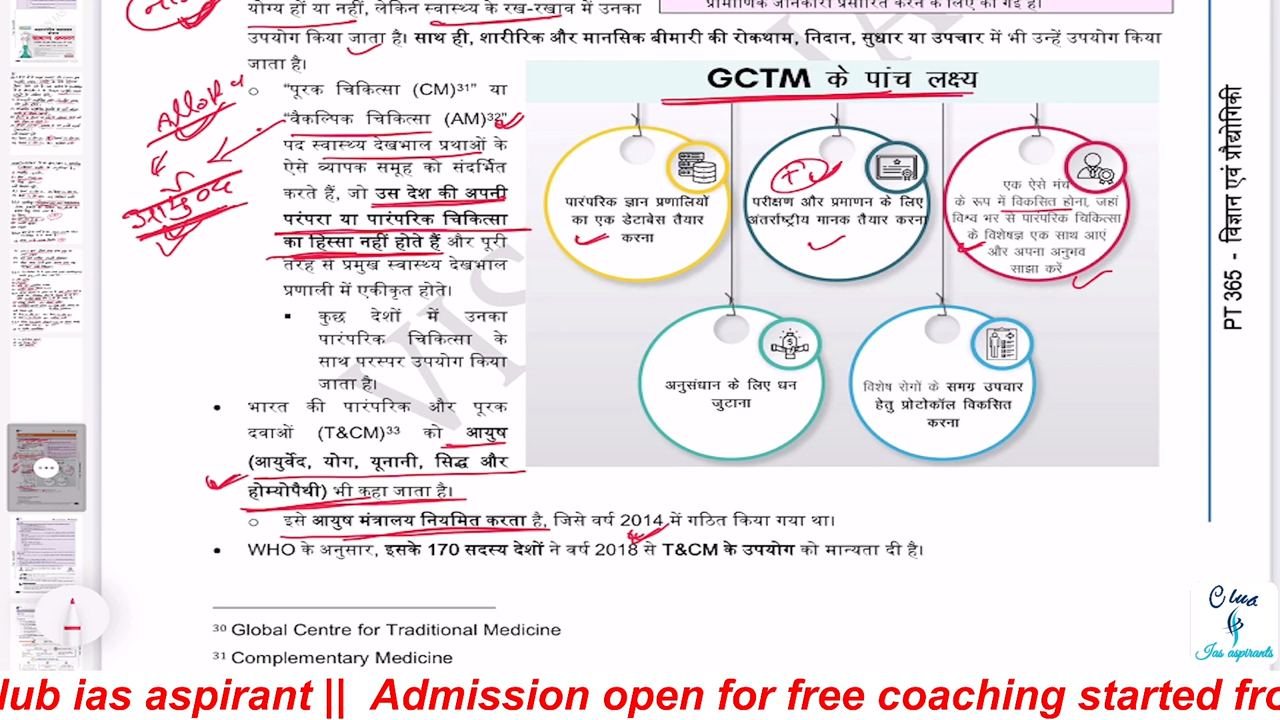 योग्य हों या नहीं, लेकिन स्वास्थ्य के रख-रखाव में उनका
प्रामाणिक जानकारी प्रसारित करने के लिए की गई है।
उपयोग किया जाता है। साथ ही, शारीरिक और मानसिक बीमारी की रोकथाम, निदान, सुधार या उपचार में भी उन्हें उपयोग किया
जाता है।
○ "पूरक चिकित्सा (CM)31" या
"वैकल्पिक चिकित्सा (AM)32"
पद स्वास्थ्य देखभाल प्रथाओं के
ऐसे व्यापक समूह को संदर्भित
करते हैं, जो उस देश की अपनी
परंपरा या पारंपरिक चिकित्सा
का हिस्सा नहीं होते हैं और पूरी
तरह से प्रमुख स्वास्थ्य देखभाल
प्रणाली में एकीकृत होते।
▪ कुछ देशों में उनका
पारंपरिक चिकित्सा के
साथ परस्पर उपयोग किया
जाता है।
• भारत की पारंपरिक और पूरक
दवाओं (T&CM)33 को आयुष
(आयुर्वेद, योग, यूनानी, सिद्ध और
होम्योपैथी) भी कहा जाता है।
○ इसे आयुष मंत्रालय नियमित करता है, जिसे वर्ष 2014 में गठित किया गया था।
• WHO के अनुसार, इसके 178 सदस्य देशों ने वर्ष 2018 से T&CM के उपयोग को मान्यता दी है।
GCTM के पांच लक्ष्य
पारंपरिक ज्ञान प्रणालियों
का एक डेटाबेस तैयार
करना
परीक्षण और प्रमाणन के लिए
अंतर्राष्ट्रीय मानक तैयार करना
एक ऐसे मंच
के रूप में विकसित होना, जहां
विश्व भर से पारंपरिक चिकित्सा
के विशेषज्ञ एक साथ आएं
और अपना अनुभव
साझा करें
अनुसंधान के लिए धन
जुटाना
विशेष रोगों के समग्र उपचार
हेतु प्रोटोकॉल विकसित
करना
आयुर्वेद
30 Global Centre for Traditional Medicine
31 Complementary Medicine
PT 365 - विज्ञान एवं प्रौद्योगिकी
Club
Ias aspirants
lub ias aspirant || Admission open for free coaching started fro